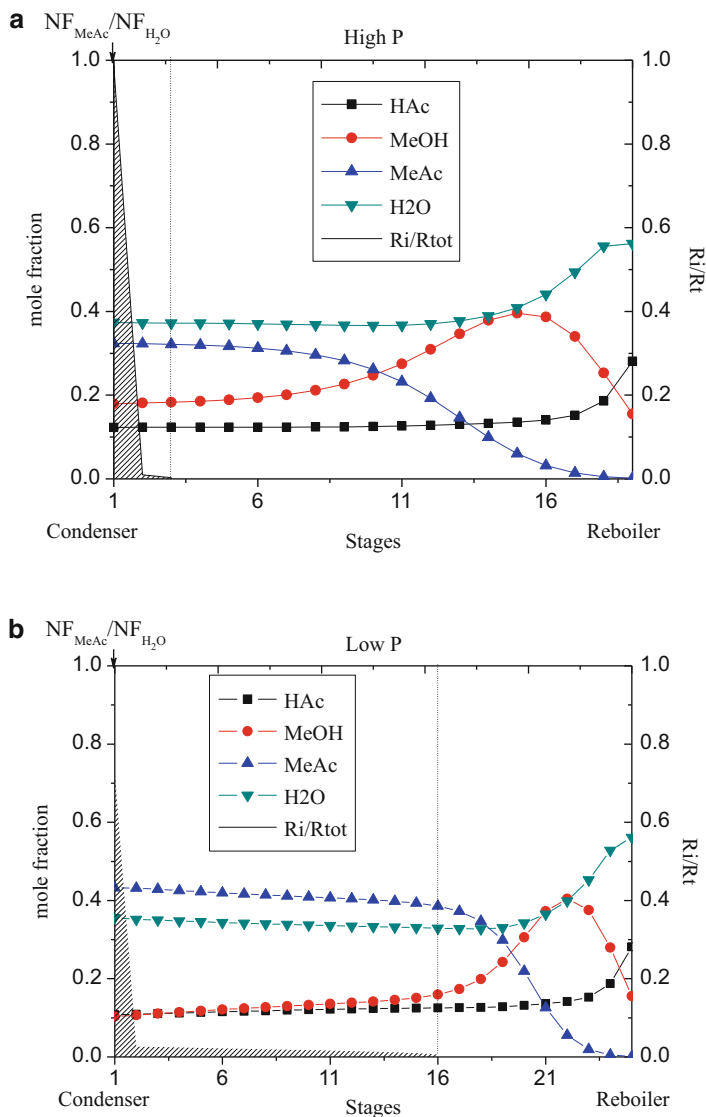 a
NF_MeAc/NF_H2O
High P
1.0
0.8
0.6
0.4
0.2
0.0
mole fraction
HAc
MeOH
MeAc
H2O
Ri/Rtot
1.0
0.8
0.6
0.4
0.2
0.0
Ri/Rt
1 6 11 16
Condenser Stages Reboiler
b
NF_MeAc/NF_H2O
Low P
1.0
0.8
0.6
0.4
0.2
0.0
mole fraction
HAc
MeOH
MeAc
H2O
Ri/Rtot
1.0
0.8
0.6
0.4
0.2
0.0
Ri/Rt
1 6 11 16 21
Condenser Stages Reboiler